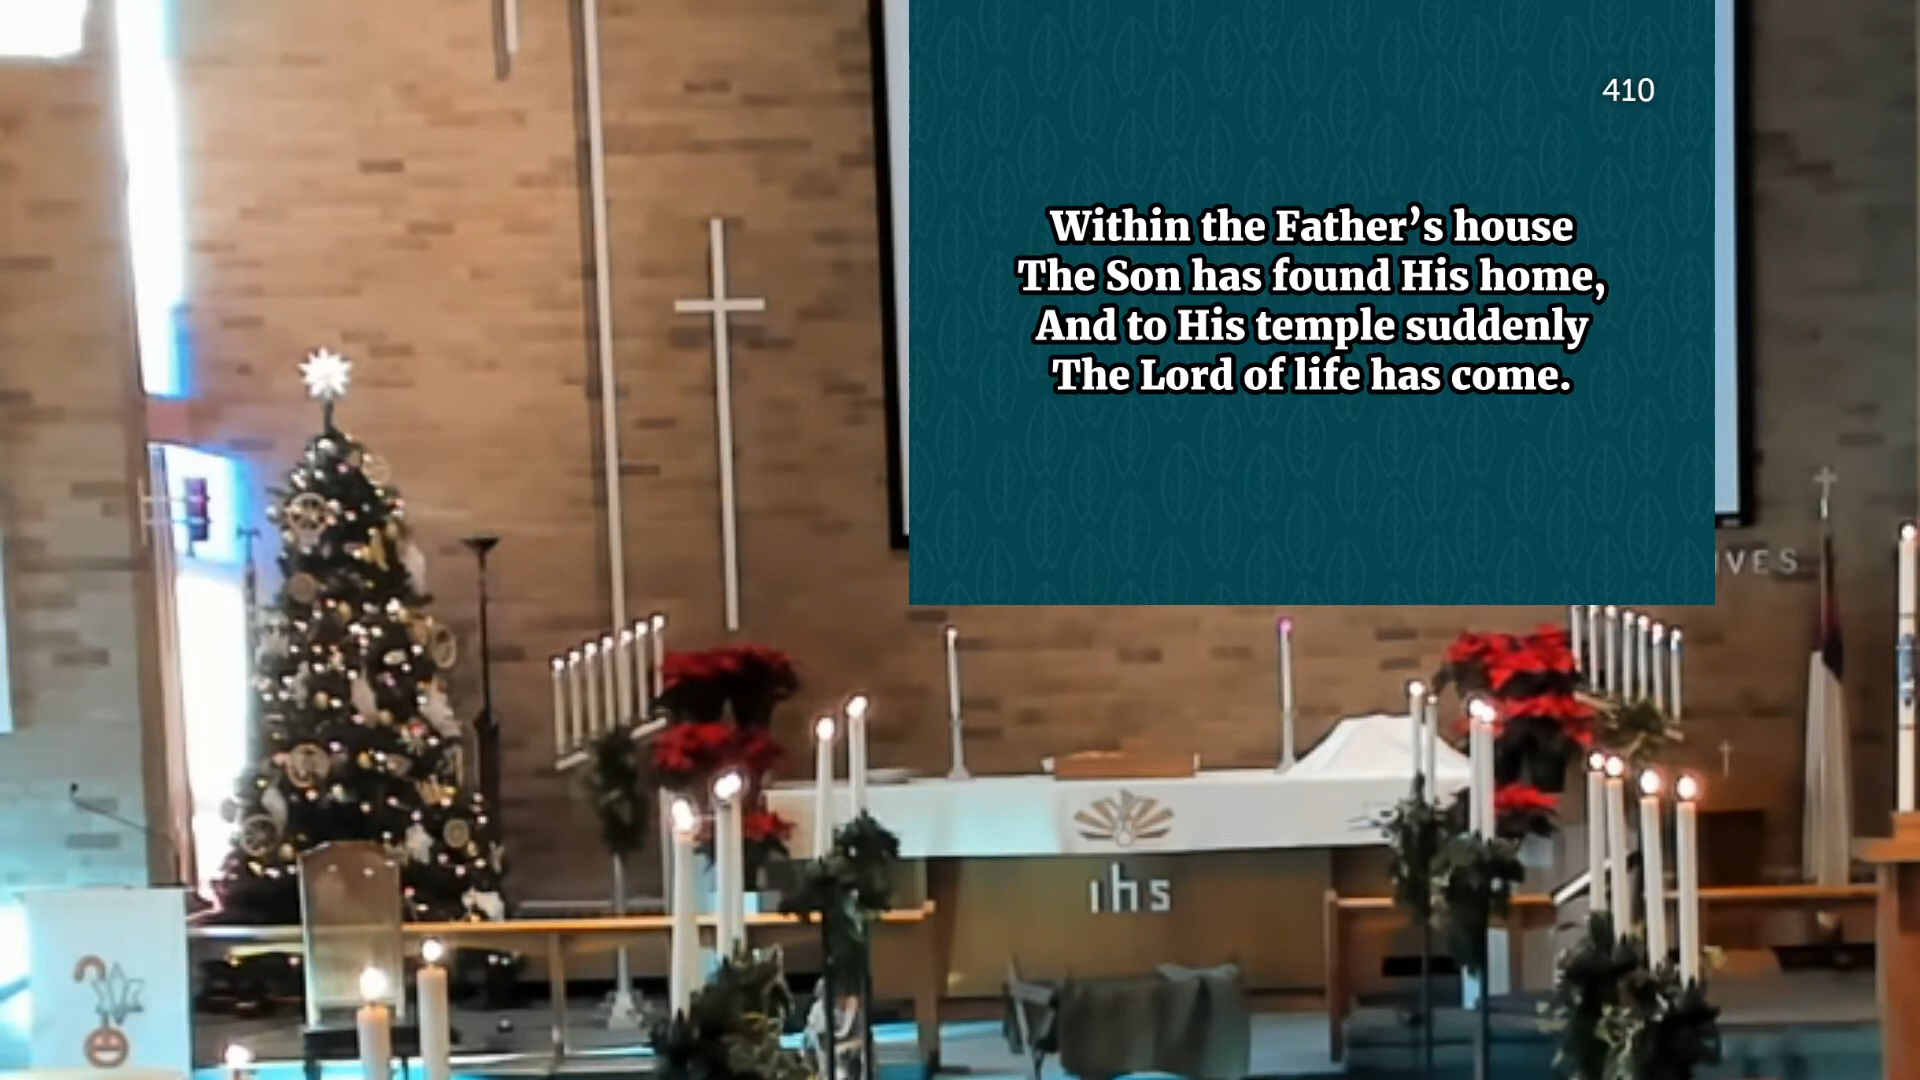 410
Within the Father’s house
The Son has found His home,
And to His temple suddenly
The Lord of life has come.
IVES
ihs